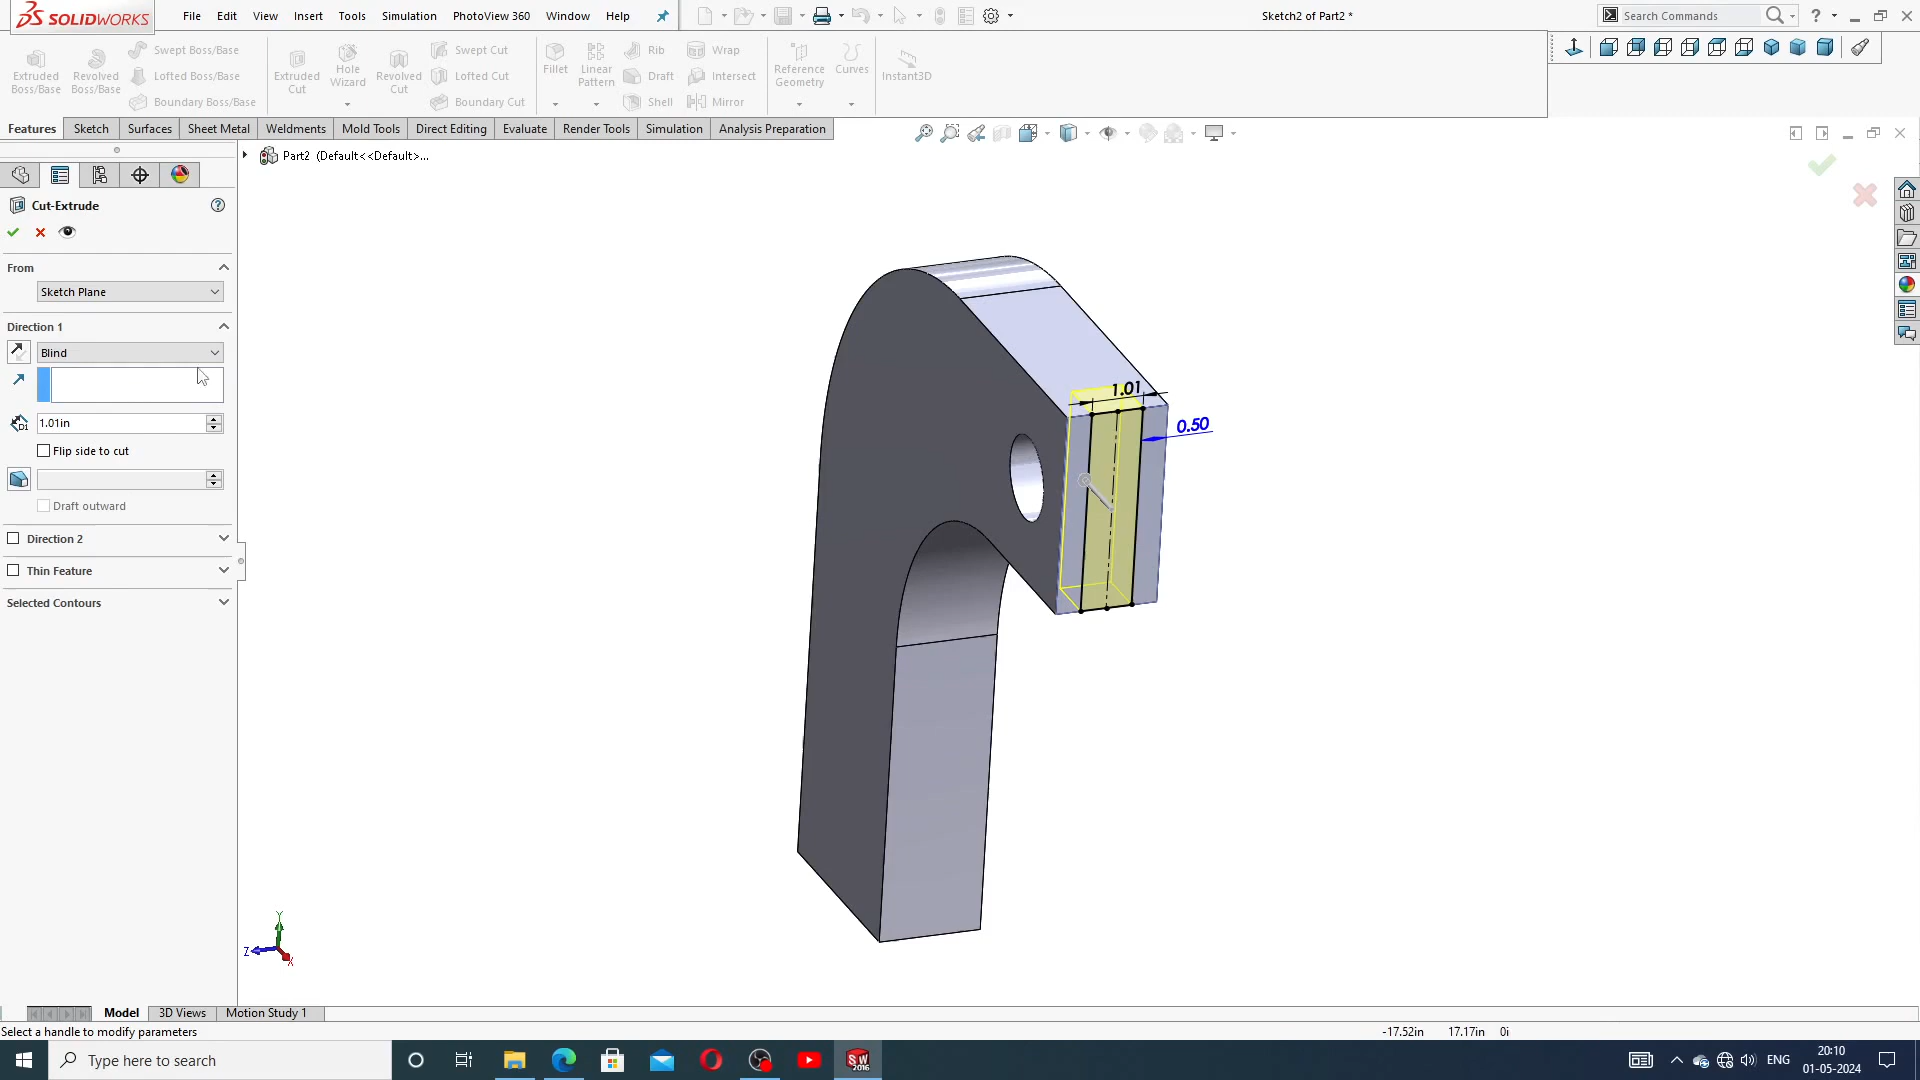 SOLIDWORKS
File Edit View Insert Tools Simulation PhotoView 360 Window Help
Sketch2 of Part2 *
Search Commands
Extruded Boss/Base
Revolved Boss/Base
Swept Boss/Base
Lofted Boss/Base
Boundary Boss/Base
Extruded Cut
Hole Wizard
Revolved Cut
Swept Cut
Lofted Cut
Boundary Cut
Fillet
Linear Pattern
Rib
Draft
Shell
Wrap
Intersect
Mirror
Reference Geometry
Curves
Instant3D
Features Sketch Surfaces Sheet Metal Weldments Mold Tools Direct Editing Evaluate Render Tools Simulation Analysis Preparation
Part2 (Default<<Default>...
Cut-Extrude
From
Sketch Plane
Direction 1
Blind
D1
1.01in
Flip side to cut
Draft outward
Direction 2
Thin Feature
Selected Contours
1.01
0.50
Y
Z
X
Model 3D Views Motion Study 1
Select a handle to modify parameters
-17.52in 17.17in 0i
Type here to search
SW
2016
ENG
20:10
01-05-2024